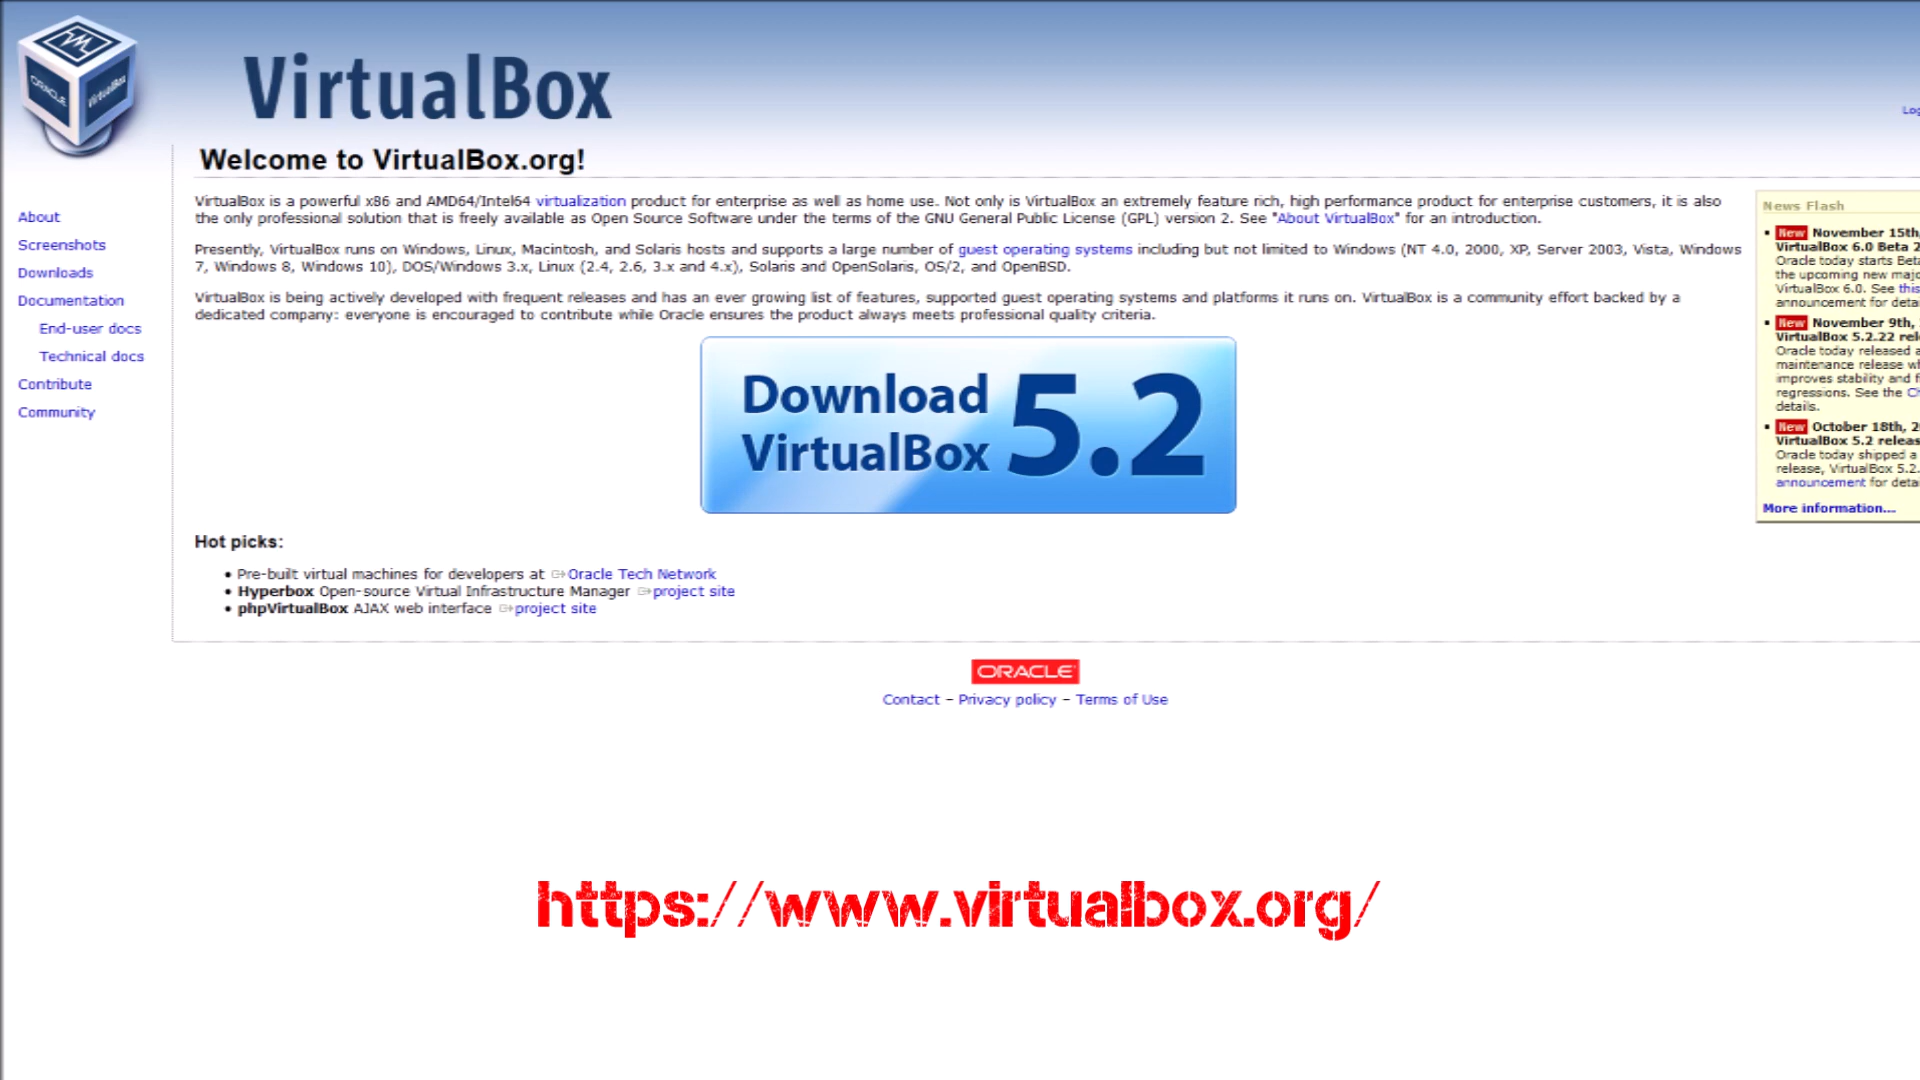 ORACLE
VirtualBox
VirtualBox
Welcome to VirtualBox.org!
About
Screenshots
Downloads
Documentation
End-user docs
Technical docs
Contribute
Community
VirtualBox is a powerful x86 and AMD64/Intel64 virtualization product for enterprise as well as home use. Not only is VirtualBox an extremely feature rich, high performance product for enterprise customers, it is also
the only professional solution that is freely available as Open Source Software under the terms of the GNU General Public License (GPL) version 2. See "About VirtualBox" for an introduction.
Presently, VirtualBox runs on Windows, Linux, Macintosh, and Solaris hosts and supports a large number of guest operating systems including but not limited to Windows (NT 4.0, 2000, XP, Server 2003, Vista, Windows
7, Windows 8, Windows 10), DOS/Windows 3.x, Linux (2.4, 2.6, 3.x and 4.x), Solaris and OpenSolaris, OS/2, and OpenBSD.
VirtualBox is being actively developed with frequent releases and has an ever growing list of features, supported guest operating systems and platforms it runs on. VirtualBox is a community effort backed by a
dedicated company: everyone is encouraged to contribute while Oracle ensures the product always meets professional quality criteria.
Download
VirtualBox 5.2
Hot picks:
• Pre-built virtual machines for developers at Oracle Tech Network
• Hyperbox Open-source Virtual Infrastructure Manager project site
• phpVirtualBox AJAX web interface project site
News Flash
• New November 15th,
VirtualBox 6.0 Beta 2
Oracle today starts Beta
the upcoming new majo
VirtualBox 6.0. See this
announcement for deta
• New November 9th,
VirtualBox 5.2.22 rel
Oracle today released a
maintenance release wh
improves stability and f
regressions. See the Ch
details.
• New October 18th, 2
VirtualBox 5.2 releas
Oracle today shipped a
release, VirtualBox 5.2.
announcement for deta
More information...
ORACLE
Contact – Privacy policy – Terms of Use
https://www.virtualbox.org/